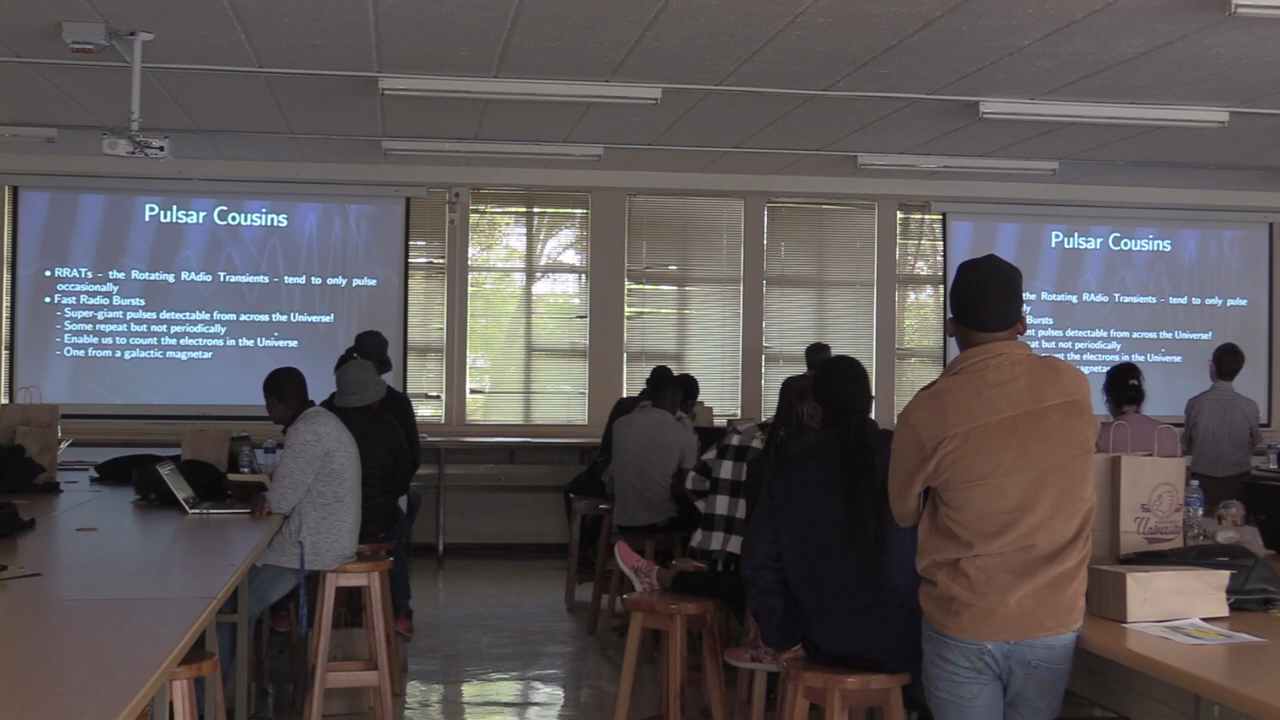 Pulsar Cousins
• RRATs - the Rotating RAdio Transients - tend to only pulse
occasionally
• Fast Radio Bursts
- Super-giant pulses detectable from across the Universe!
- Some repeat but not periodically
- Enable us to count the electrons in the Universe
- One from a galactic magnetar
Pulsar Cousins
the Rotating RAdio Transients - tend to only pulse
Bursts
pulses detectable from across the Universe!
but not periodically
the electrons in the Universe